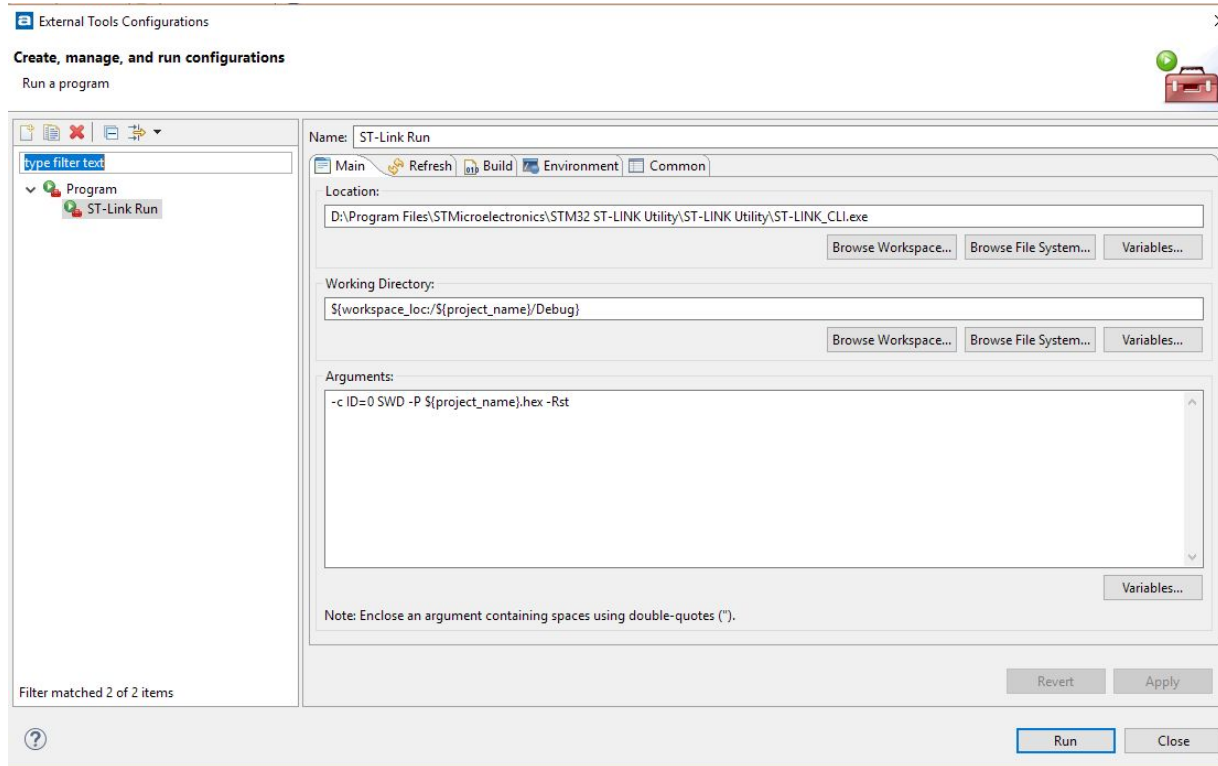 External Tools Configurations
Create, manage, and run configurations
Run a program
type filter text
Program
ST-Link Run
Filter matched 2 of 2 items
Name: ST-Link Run
Main Refresh Build Environment Common
Location:
D:\Program Files\STMicroelectronics\STM32 ST-LINK Utility\ST-LINK Utility\ST-LINK_CLI.exe
Browse Workspace... Browse File System... Variables...
Working Directory:
${workspace_loc:/${project_name}/Debug}
Browse Workspace... Browse File System... Variables...
Arguments:
-c ID=0 SWD -P ${project_name}.hex -Rst
Variables...
Note: Enclose an argument containing spaces using double-quotes (").
Revert Apply
Run Close